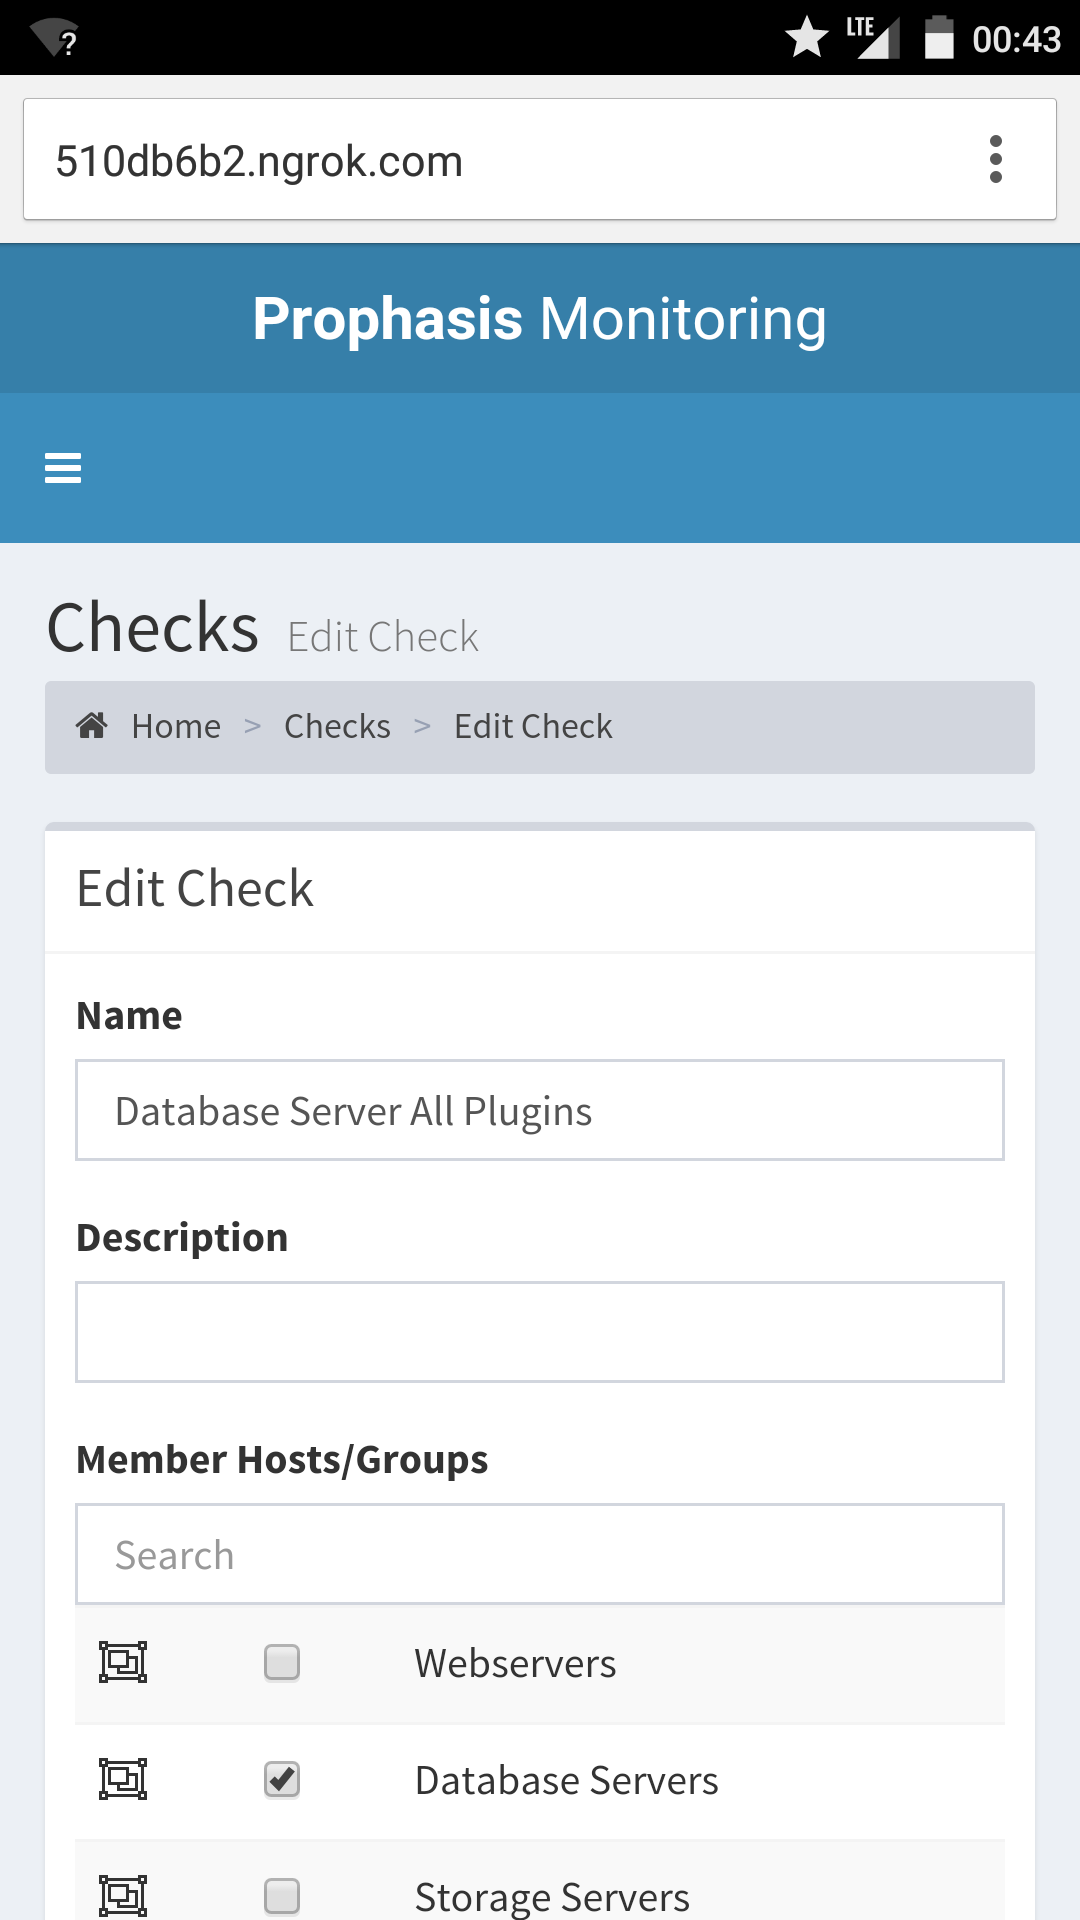 LTE 00:43
510db6b2.ngrok.com
Prophasis Monitoring
Checks Edit Check
Home > Checks > Edit Check
Edit Check
Name
Database Server All Plugins
Description
Member Hosts/Groups
Search
Webservers
Database Servers
Storage Servers